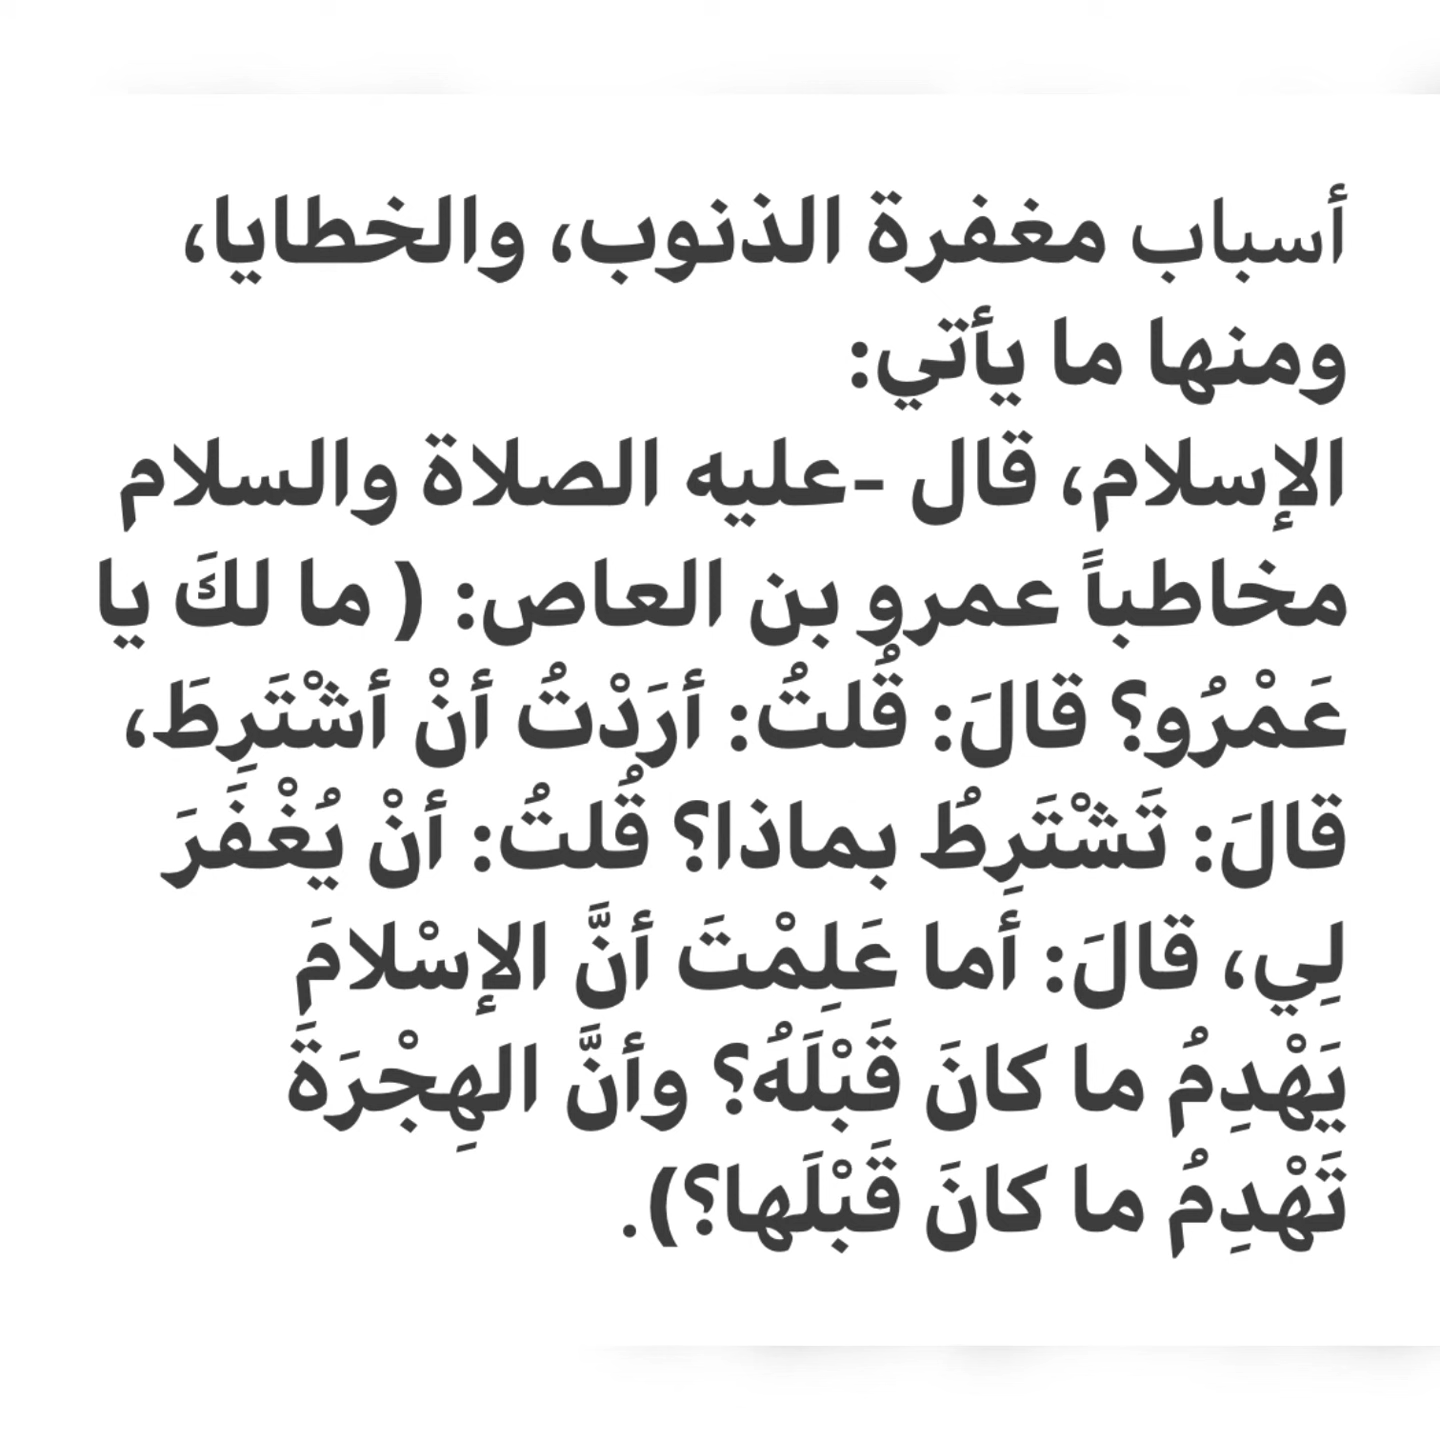 أسباب مغفرة الذنوب، والخطايا،
ومنها ما يأتي:
الإسلام، قال -عليه الصلاة والسلام
مخاطباً عمرو بن العاص: ( ما لكَ يا
عَمْرُو؟ قالَ: قُلتُ: أرَدْتُ أنْ أشْتَرِطَ،
قالَ: تَشْتَرِطُ بماذا؟ قُلتُ: أنْ يُغْفَرَ
لِي، قالَ: أما عَلِمْتَ أنَّ الإسْلامَ
يَهْدِمُ ما كانَ قَبْلَهُ؟ وأنَّ الهِجْرَةَ
تَهْدِمُ ما كانَ قَبْلَها؟).